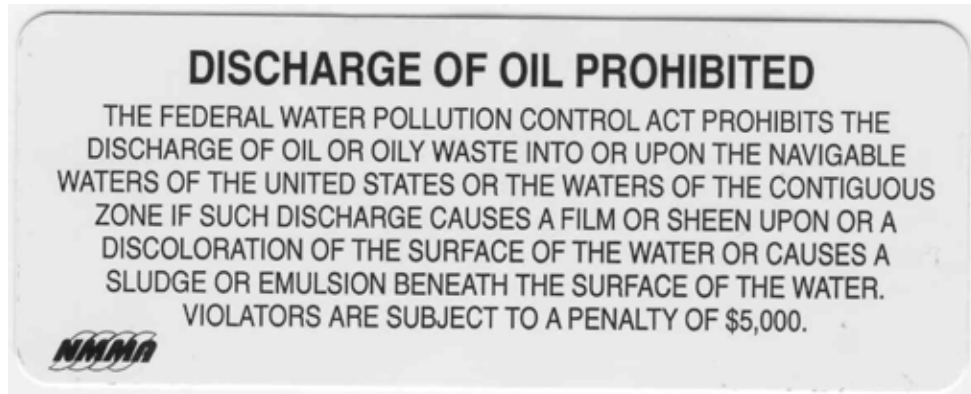 DISCHARGE OF OIL PROHIBITED
THE FEDERAL WATER POLLUTION CONTROL ACT PROHIBITS THE
DISCHARGE OF OIL OR OILY WASTE INTO OR UPON THE NAVIGABLE
WATERS OF THE UNITED STATES OR THE WATERS OF THE CONTIGUOUS
ZONE IF SUCH DISCHARGE CAUSES A FILM OR SHEEN UPON OR A
DISCOLORATION OF THE SURFACE OF THE WATER OR CAUSES A
SLUDGE OR EMULSION BENEATH THE SURFACE OF THE WATER.
VIOLATORS ARE SUBJECT TO A PENALTY OF $5,000.
NMMA